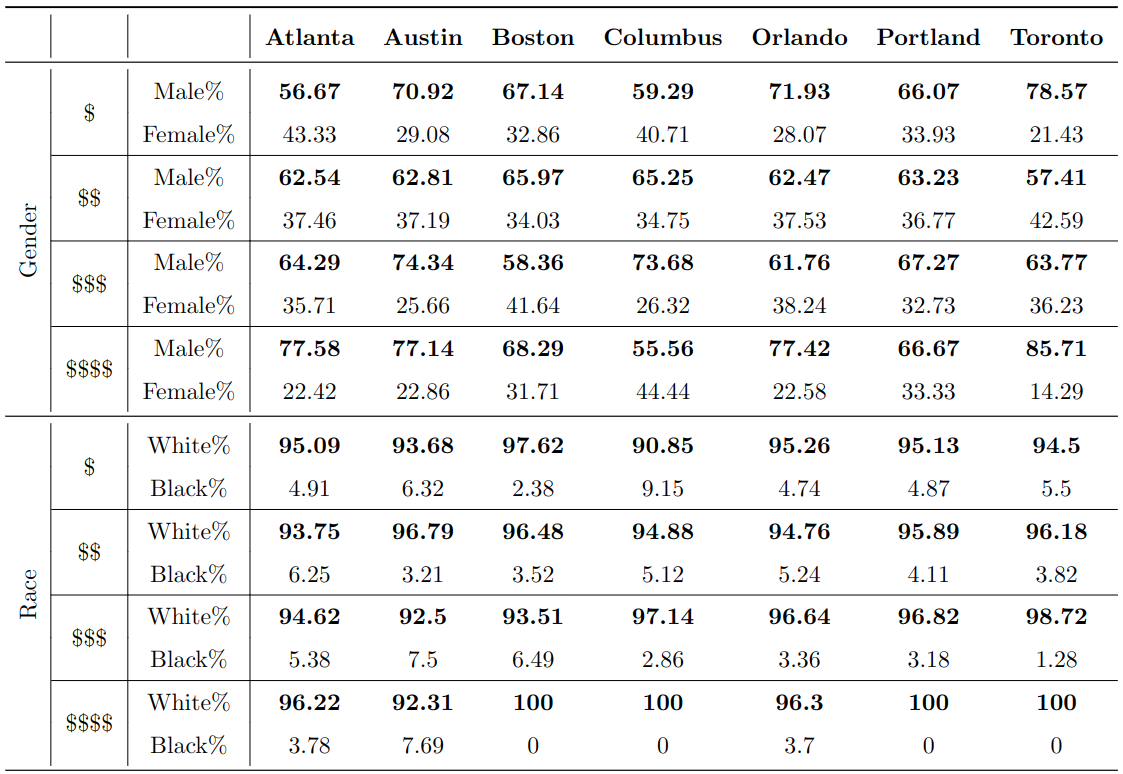 Atlanta Austin Boston Columbus Orlando Portland Toronto
Gender
$
Male% 56.67 70.92 67.14 59.29 71.93 66.07 78.57
Female% 43.33 29.08 32.86 40.71 28.07 33.93 21.43
$$
Male% 62.54 62.81 65.97 65.25 62.47 63.23 57.41
Female% 37.46 37.19 34.03 34.75 37.53 36.77 42.59
$$$
Male% 64.29 74.34 58.36 73.68 61.76 67.27 63.77
Female% 35.71 25.66 41.64 26.32 38.24 32.73 36.23
$$$$
Male% 77.58 77.14 68.29 55.56 77.42 66.67 85.71
Female% 22.42 22.86 31.71 44.44 22.58 33.33 14.29
Race
$
White% 95.09 93.68 97.62 90.85 95.26 95.13 94.5
Black% 4.91 6.32 2.38 9.15 4.74 4.87 5.5
$$
White% 93.75 96.79 96.48 94.88 94.76 95.89 96.18
Black% 6.25 3.21 3.52 5.12 5.24 4.11 3.82
$$$
White% 94.62 92.5 93.51 97.14 96.64 96.82 98.72
Black% 5.38 7.5 6.49 2.86 3.36 3.18 1.28
$$$$
White% 96.22 92.31 100 100 96.3 100 100
Black% 3.78 7.69 0 0 3.7 0 0